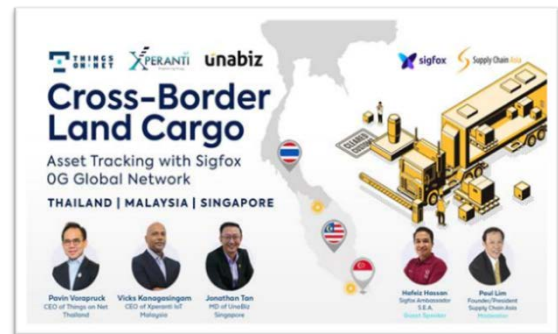 THINGS
ON·NET
XPERANTI
ünabiz
sigfox
Supply Chain Asia
Cross-Border
Land Cargo
Asset Tracking with Sigfox
0G Global Network
THAILAND | MALAYSIA | SINGAPORE
CLEARED
CUSTOMS
Pavin Vorapruck
CEO of Things on Net
Thailand
Vicks Kanagasingam
CEO of Xperanti IoT
Malaysia
Jonathan Tan
MD of UnaBiz
Singapore
Hafeiz Hassan
Sigfox Ambassador
S.E.A.
Guest Speaker
Paul Lim
Founder/President
Supply Chain Asia
Moderator